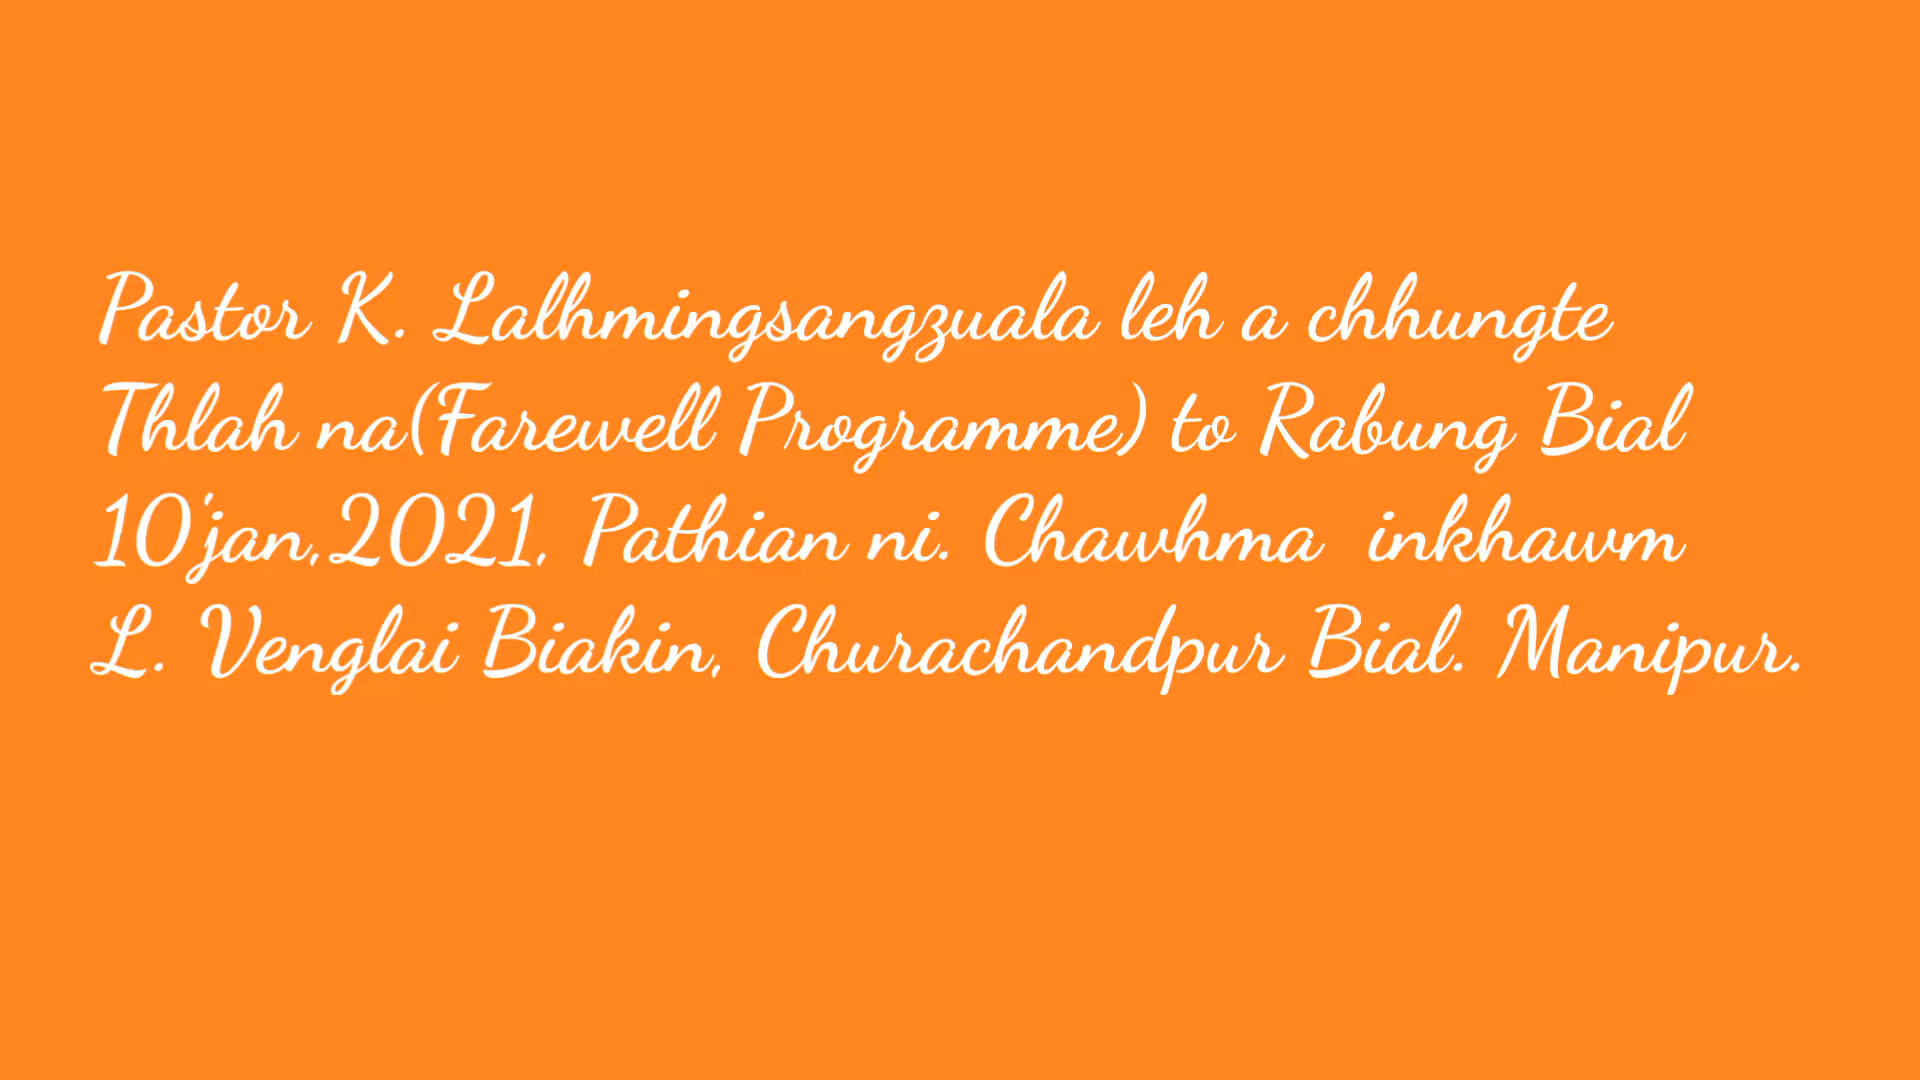 Pastor K. Lalhmingsangzuala leh a chhungte
Thlah na(Farewell Programme) to Rabung Bial
10'jan,2021, Pathian ni. Chawhma  inkhawm
L. Venglai Biakin, Churachandpur Bial. Manipur.